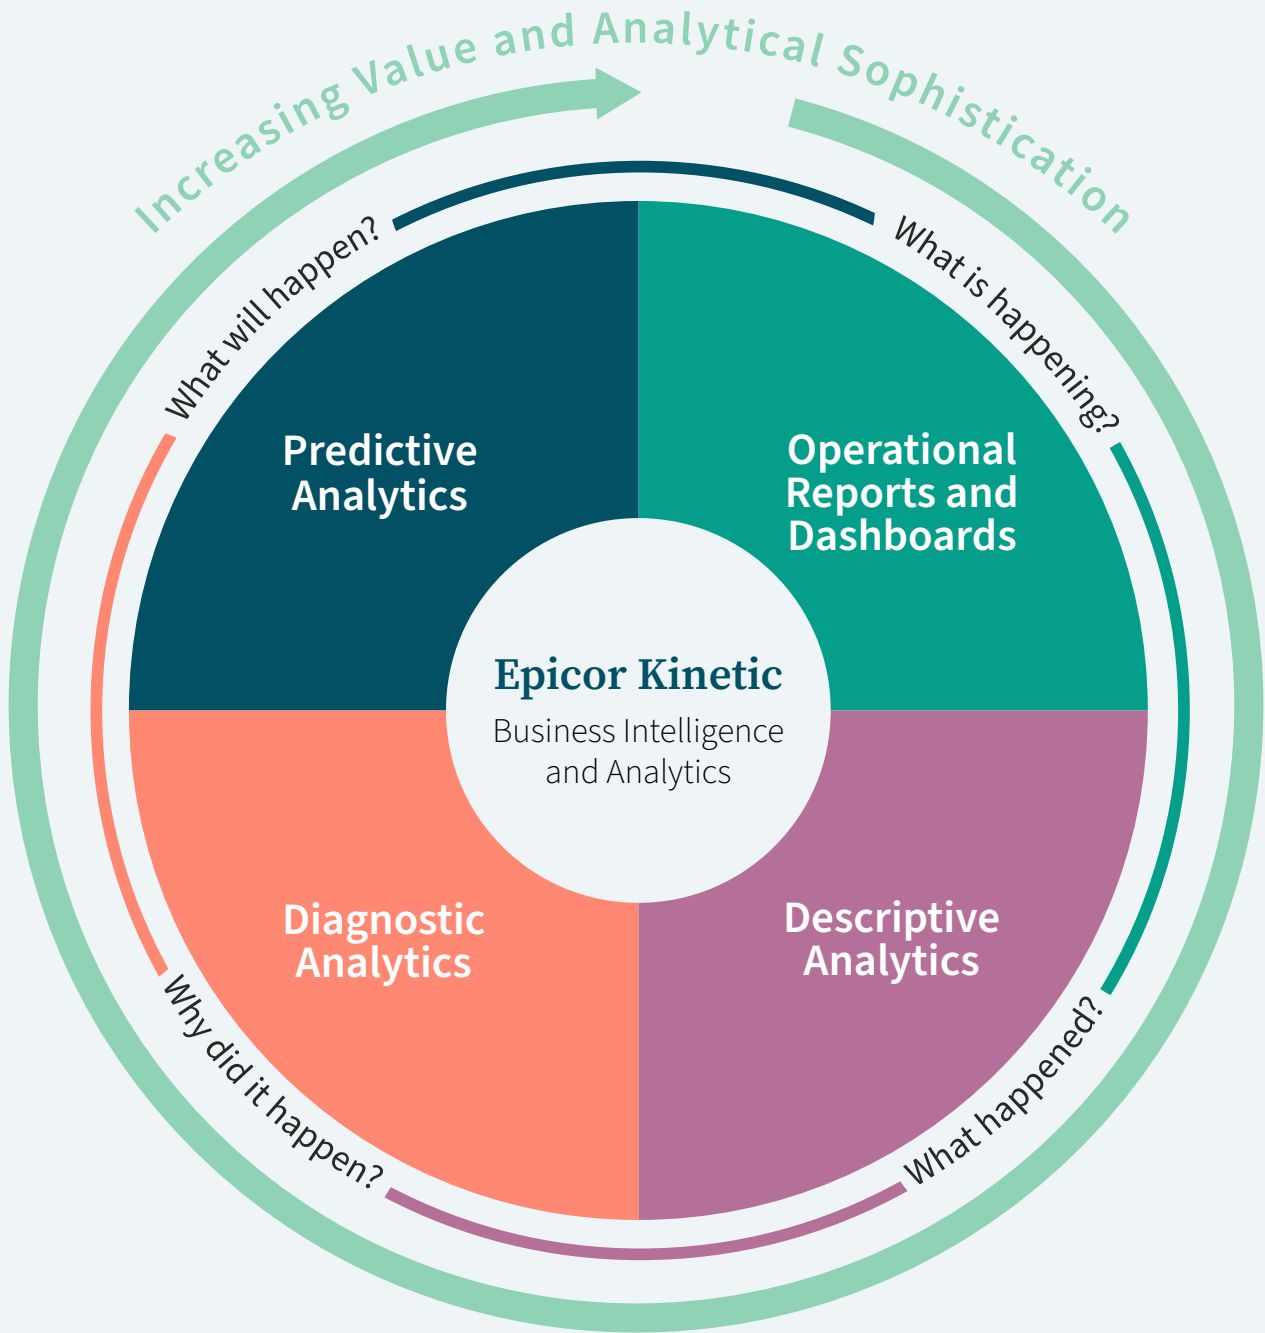 Increasing Value and Analytical Sophistication
What will happen?
What is happening?
Predictive
Analytics
Operational
Reports and
Dashboards
Epicor Kinetic
Business Intelligence
and Analytics
Diagnostic
Analytics
Descriptive
Analytics
Why did it happen?
What happened?